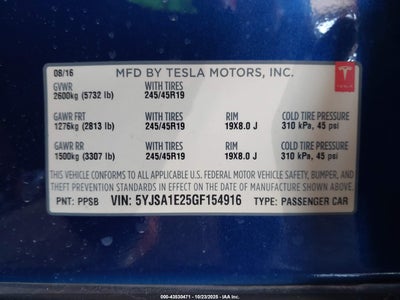 08/16 MFD BY TESLA MOTORS, INC.
GVWR WITH TIRES
2600kg (5732 lb) 245/45R19
GAWR FRT WITH TIRES RIM COLD TIRE PRESSURE
1276kg (2813 lb) 245/45R19 19X8.0 J 310 kPa, 45 psi
GAWR RR WITH TIRES RIM COLD TIRE PRESSURE
1500kg (3307 lb) 245/45R19 19X8.0 J 310 kPa, 45 psi
THIS VEHICLE CONFORMS TO ALL APPLICABLE U.S. FEDERAL MOTOR VEHICLE SAFETY, BUMPER, AND
THEFT PREVENTION STANDARDS IN EFFECT ON THE DATE OF MANUFACTURE SHOWN ABOVE.
PNT: PPSB VIN: 5YJSA1E25GF154916 TYPE: PASSENGER CAR
000-43530471 - 10/23/2025 - IAA Inc.